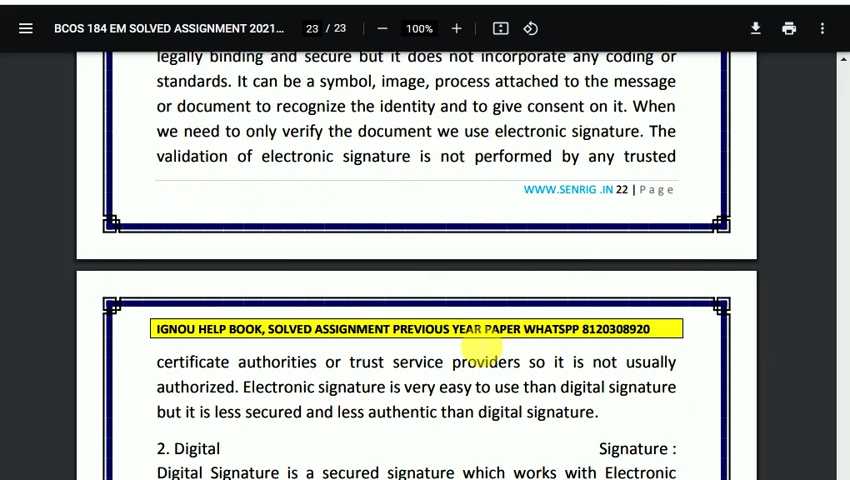 BCOS 184 EM SOLVED ASSIGNMENT 2021... 23 / 23 100%
legally binding and secure but it does not incorporate any coding or
standards. It can be a symbol, image, process attached to the message
or document to recognize the identity and to give consent on it. When
we need to only verify the document we use electronic signature. The
validation of electronic signature is not performed by any trusted
WWW.SENRIG .IN 22 | P a g e
IGNOU HELP BOOK, SOLVED ASSIGNMENT PREVIOUS YEAR PAPER WHATSPP 8120308920
certificate authorities or trust service providers so it is not usually
authorized. Electronic signature is very easy to use than digital signature
but it is less secured and less authentic than digital signature.
2. Digital Signature :
Digital Signature is a secured signature which works with Electronic